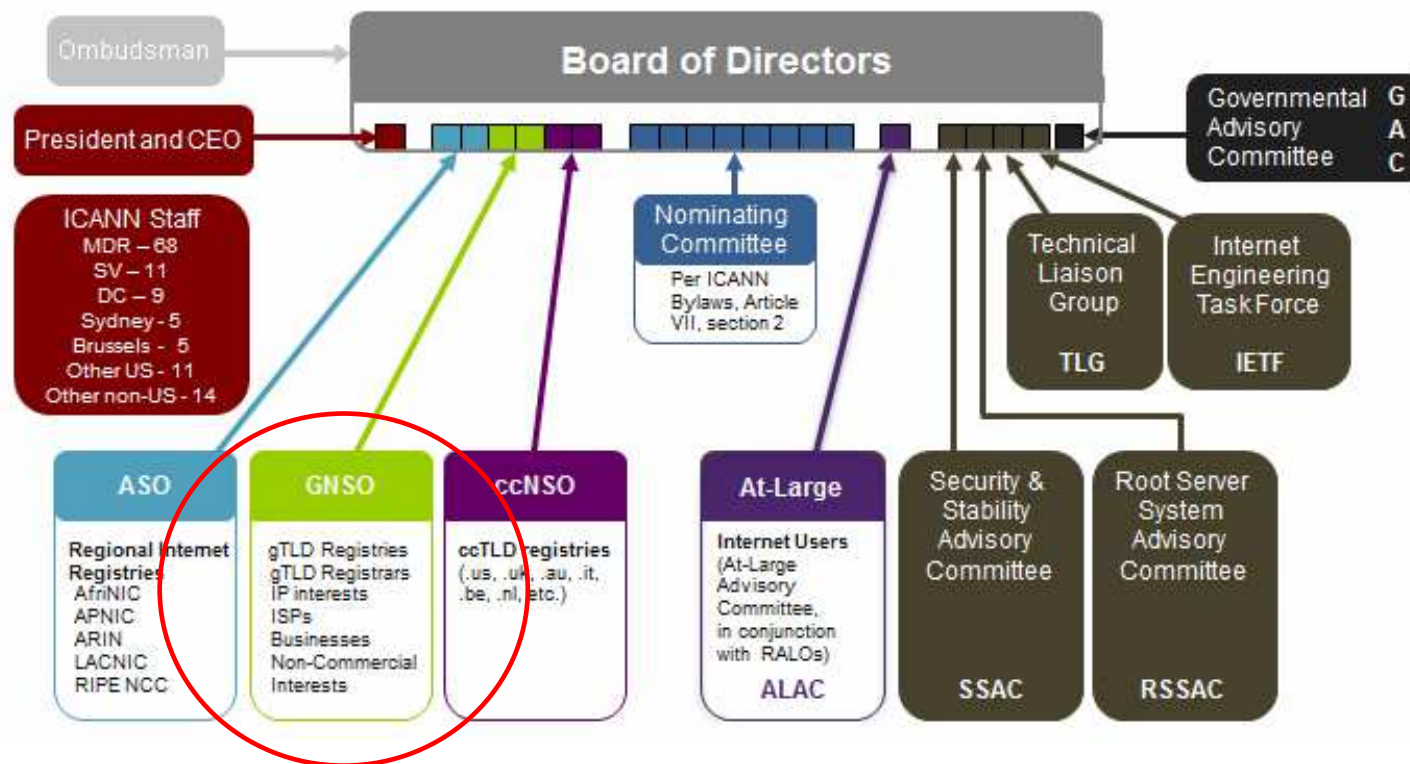 Ombudsman
Board of Directors
President and CEO
Governmental
Advisory
Committee
G
A
C
ICANN Staff
MDR – 68
SV – 11
DC – 9
Sydney - 5
Brussels - 5
Other US - 11
Other non-US - 14
Nominating
Committee
Per ICANN
Bylaws, Article
VII, section 2
Technical
Liaison
Group
TLG
Internet
Engineering
TaskForce
IETF
ASO
Regional Internet
Registries
AfriNIC
APNIC
ARIN
LACNIC
RIPE NCC
GNSO
gTLD Registries
gTLD Registrars
IP interests
ISPs
Businesses
Non-Commercial
Interests
ccNSO
ccTLD registries
(.us, .uk, .au, .it,
.be, .nl, etc.)
At-Large
Internet Users
(At-Large
Advisory
Committee,
in conjunction
with RALOs)
ALAC
Security &
Stability
Advisory
Committee
SSAC
Root Server
System
Advisory
Committee
RSSAC